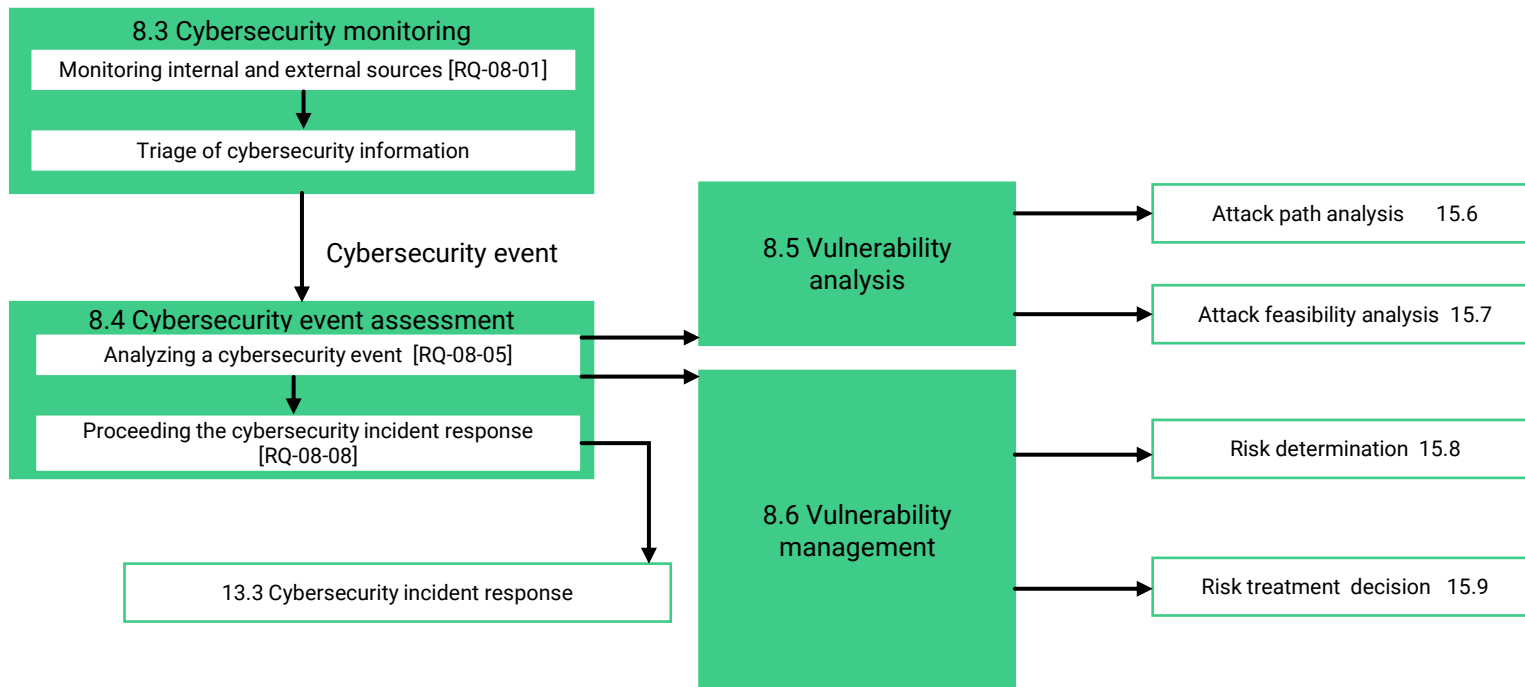 8.3 Cybersecurity monitoring
Monitoring internal and external sources [RQ-08-01]
Triage of cybersecurity information
Cybersecurity event
8.4 Cybersecurity event assessment
Analyzing a cybersecurity event [RQ-08-05]
Proceeding the cybersecurity incident response
[RQ-08-08]
13.3 Cybersecurity incident response
8.5 Vulnerability
analysis
8.6 Vulnerability
management
Attack path analysis 15.6
Attack feasibility analysis 15.7
Risk determination 15.8
Risk treatment decision 15.9